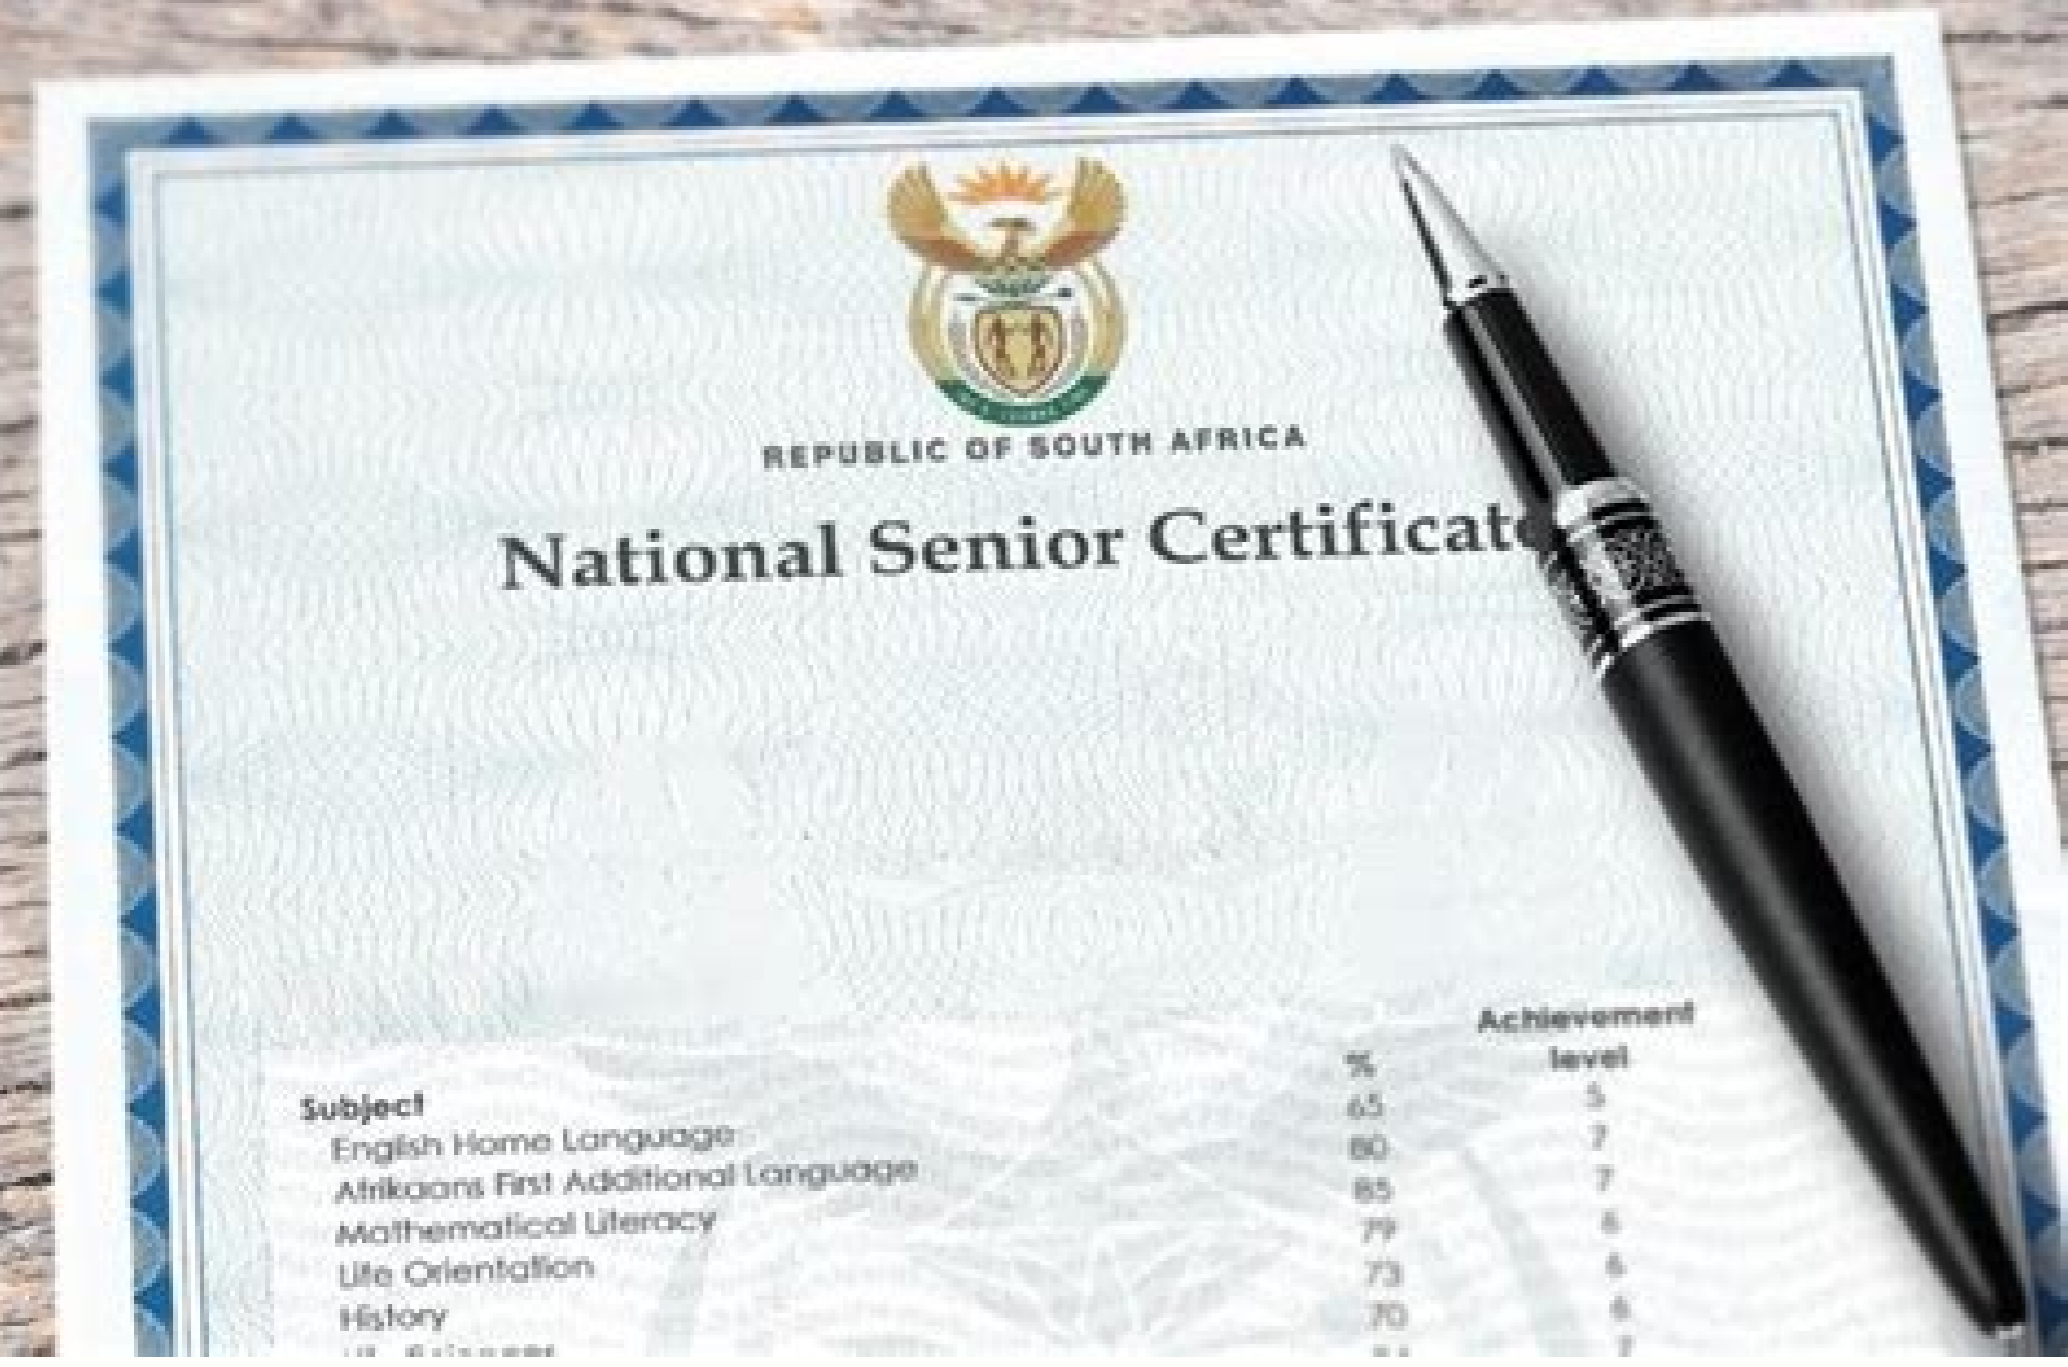 REPUBLIC OF SOUTH AFRICA
National Senior Certificate
Achievement
% level
Subject 65 5
English Home Language 80 7
Afrikaans First Additional Language 85 7
Mathematical Literacy 79 6
Life Orientation 73 6
History 70 6